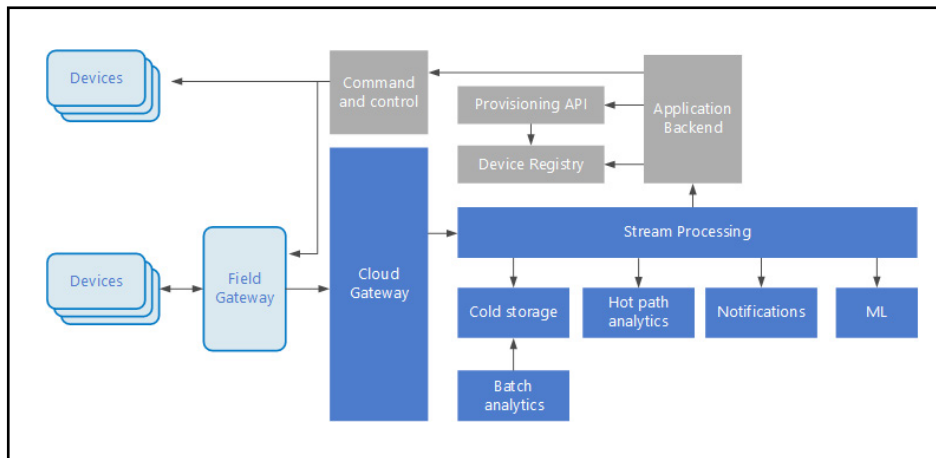 Devices
Command
and control
Provisioning API
Application
Backend
Device Registry
Stream Processing
Devices
Field
Gateway
Cloud
Gateway
Cold storage
Hot path
analytics
Notifications
ML
Batch
analytics